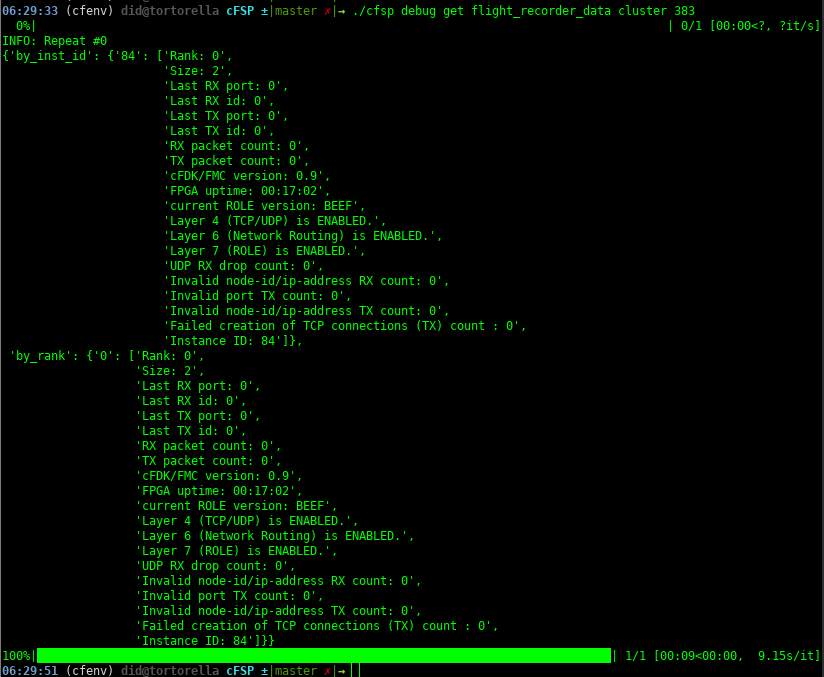 06:29:33 (cfenv) did@tortorella cFSP ±|master ✗|→ ./cfsp debug get flight_recorder_data cluster 383
0%| | 0/1 [00:00<?, ?it/s]
INFO: Repeat #0
{'by_inst_id': {'84': ['Rank: 0',
'Size: 2',
'Last RX port: 0',
'Last RX id: 0',
'Last TX port: 0',
'Last TX id: 0',
'RX packet count: 0',
'TX packet count: 0',
'cFDK/FMC version: 0.9',
'FPGA uptime: 00:17:02',
'current ROLE version: BEEF',
'Layer 4 (TCP/UDP) is ENABLED.',
'Layer 6 (Network Routing) is ENABLED.',
'Layer 7 (ROLE) is ENABLED.',
'UDP RX drop count: 0',
'Invalid node-id/ip-address RX count: 0',
'Invalid port TX count: 0',
'Invalid node-id/ip-address TX count: 0',
'Failed creation of TCP connections (TX) count : 0',
'Instance ID: 84']},
'by_rank': {'0': ['Rank: 0',
'Size: 2',
'Last RX port: 0',
'Last RX id: 0',
'Last TX port: 0',
'Last TX id: 0',
'RX packet count: 0',
'TX packet count: 0',
'cFDK/FMC version: 0.9',
'FPGA uptime: 00:17:02',
'current ROLE version: BEEF',
'Layer 4 (TCP/UDP) is ENABLED.',
'Layer 6 (Network Routing) is ENABLED.',
'Layer 7 (ROLE) is ENABLED.',
'UDP RX drop count: 0',
'Invalid node-id/ip-address RX count: 0',
'Invalid port TX count: 0',
'Invalid node-id/ip-address TX count: 0',
'Failed creation of TCP connections (TX) count : 0',
'Instance ID: 84']}}
100%| | 1/1 [00:09<00:00, 9.15s/it]
06:29:51 (cfenv) did@tortorella cFSP ±|master ✗|→